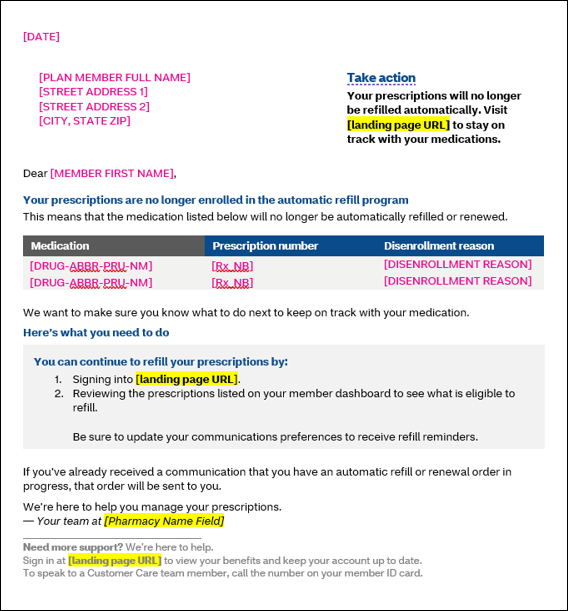 [DATE]
[PLAN MEMBER FULL NAME]
[STREET ADDRESS 1]
[STREET ADDRESS 2]
[CITY, STATE ZIP]
Take action
Your prescriptions will no longer
be refilled automatically. Visit
[landing page URL] to stay on
track with your medications.
Dear [MEMBER FIRST NAME],
Your prescriptions are no longer enrolled in the automatic refill program
This means that the medication listed below will no longer be automatically refilled or renewed.
Medication Prescription number Disenrollment reason
[DRUG-ABBR-PRU-NM] [Rx_NB] [DISENROLLMENT REASON]
[DRUG-ABBR-PRU-NM] [Rx_NB] [DISENROLLMENT REASON]
We want to make sure you know what to do next to keep on track with your medication.
Here's what you need to do
You can continue to refill your prescriptions by:
1. Signing into [landing page URL].
2. Reviewing the prescriptions listed on your member dashboard to see what is eligible to
refill.
Be sure to update your communications preferences to receive refill reminders.
If you've already received a communication that you have an automatic refill or renewal order in
progress, that order will be sent to you.
We're here to help you manage your prescriptions.
— Your team at [Pharmacy Name Field]
Need more support? We're here to help.
Sign in at [landing page URL] to view your benefits and keep your account up to date.
To speak to a Customer Care team member, call the number on your member ID card.